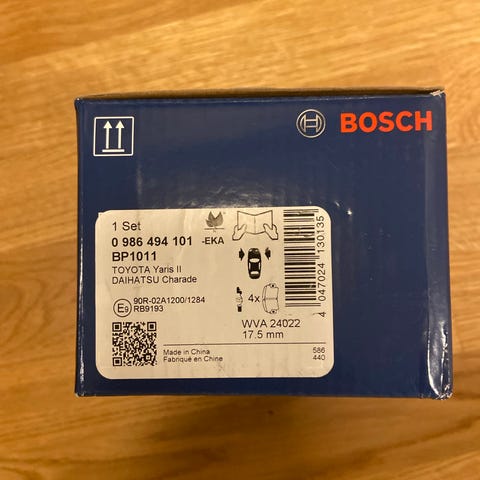 BOSCH
1 Set
0 986 494 101 -EKA
BP1011
TOYOTA Yaris II
DAIHATSU Charade
E9 90R-02A1200/1284
RB9193
4x
4 047024 130135
WVA 24022
17.5 mm
Made in China
Fabriqué en Chine
586
440